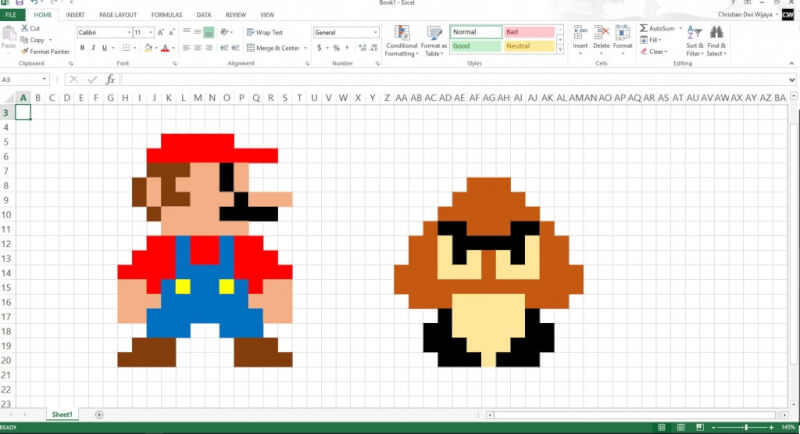 Book1 - Excel
FILE HOME INSERT PAGE LAYOUT FORMULAS DATA REVIEW VIEW Christian Dwi Wijaya CW
Cut Calibri 11 Wrap Text General Normal Bad AutoSum
Paste Copy Conditional Format as Good Neutral Insert Delete Format Fill Sort & Find &
Format Painter B I U Merge & Center $ % Formatting Table Clear Filter Select
Clipboard Font Alignment Number Styles Cells Editing
A3 fx
A B C D E F G H I J K L M N O P Q R S T U V W X Y Z AA AB AC AD AE AF AG AH AI AJ AK AL AM AN AO AP AQ AR AS AT AU AV AW AX AY AZ BA
3
4
5
6
7
8
9
10
11
12
13
14
15
16
17
18
19
20
21
22
23
Sheet1
READY 145%